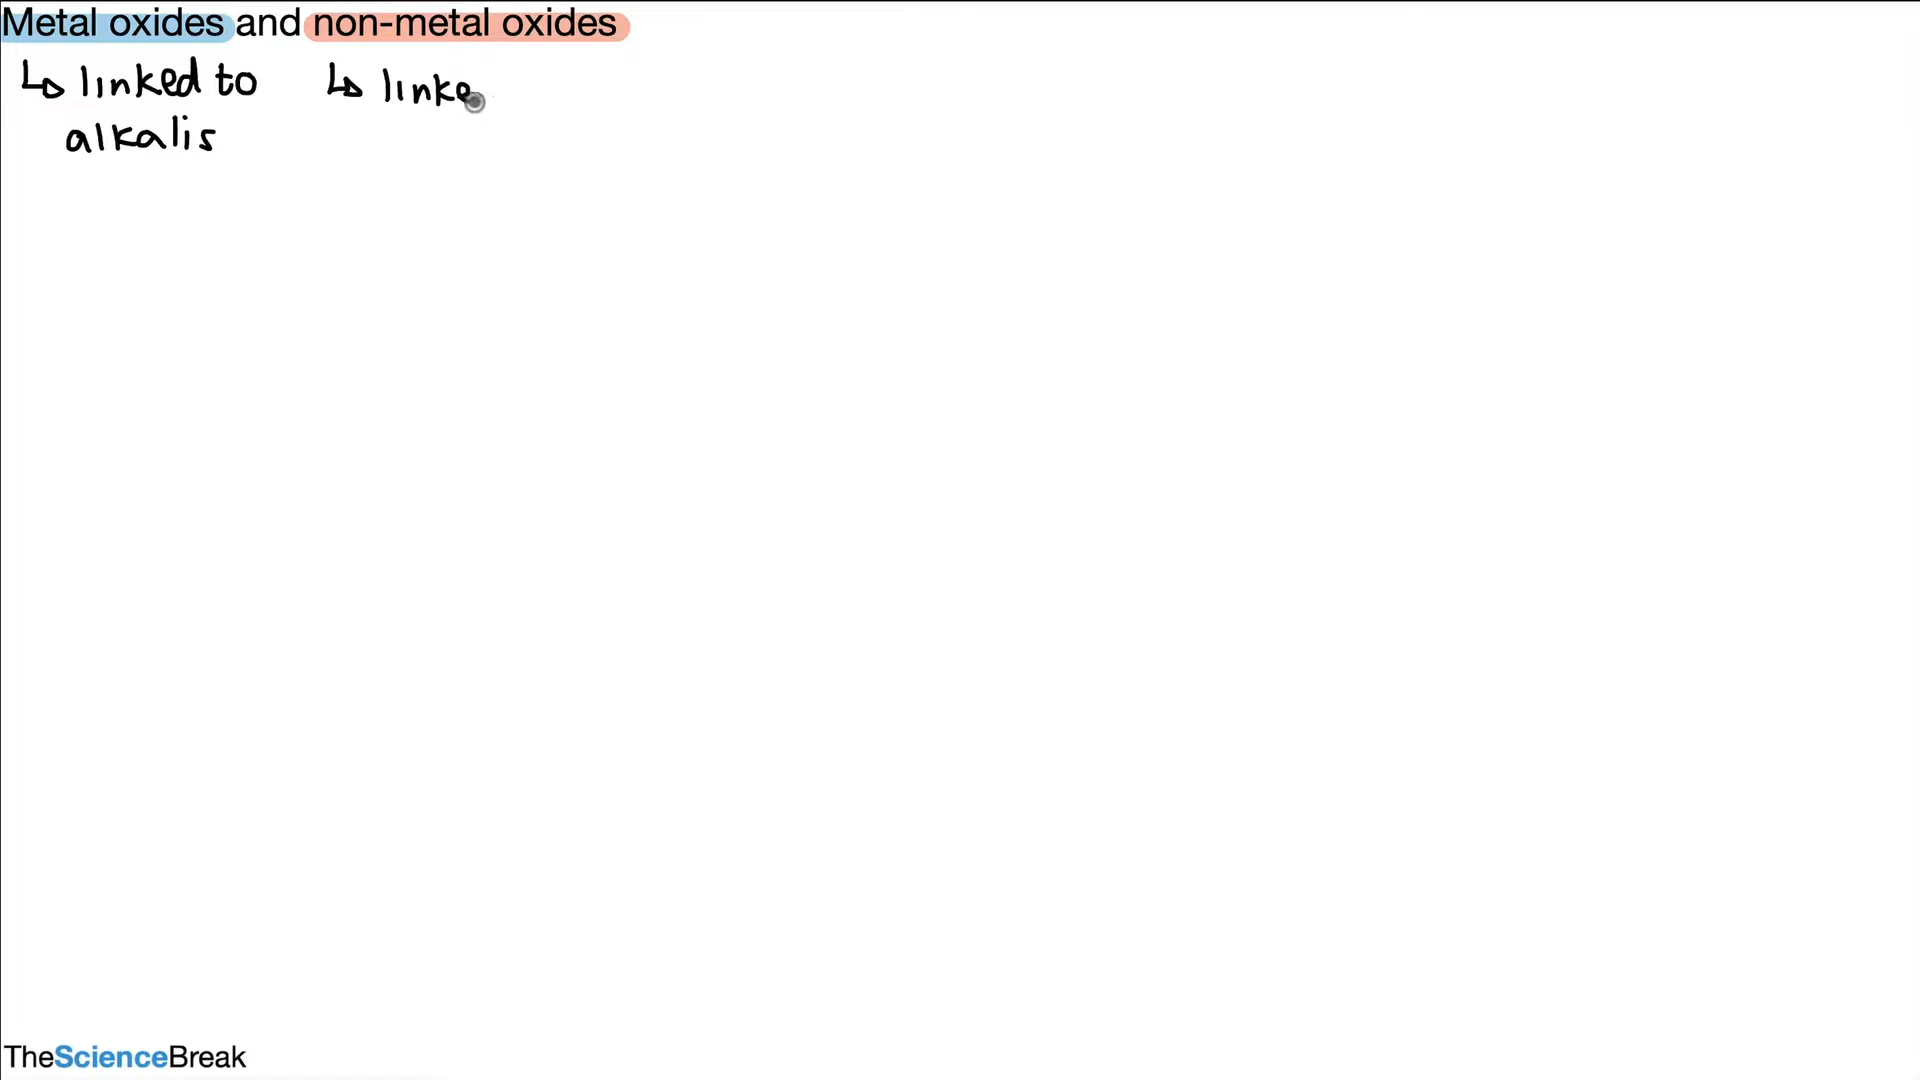 Metal oxides and non-metal oxides
↳ linked to
alkalis
↳ linke
TheScienceBreak